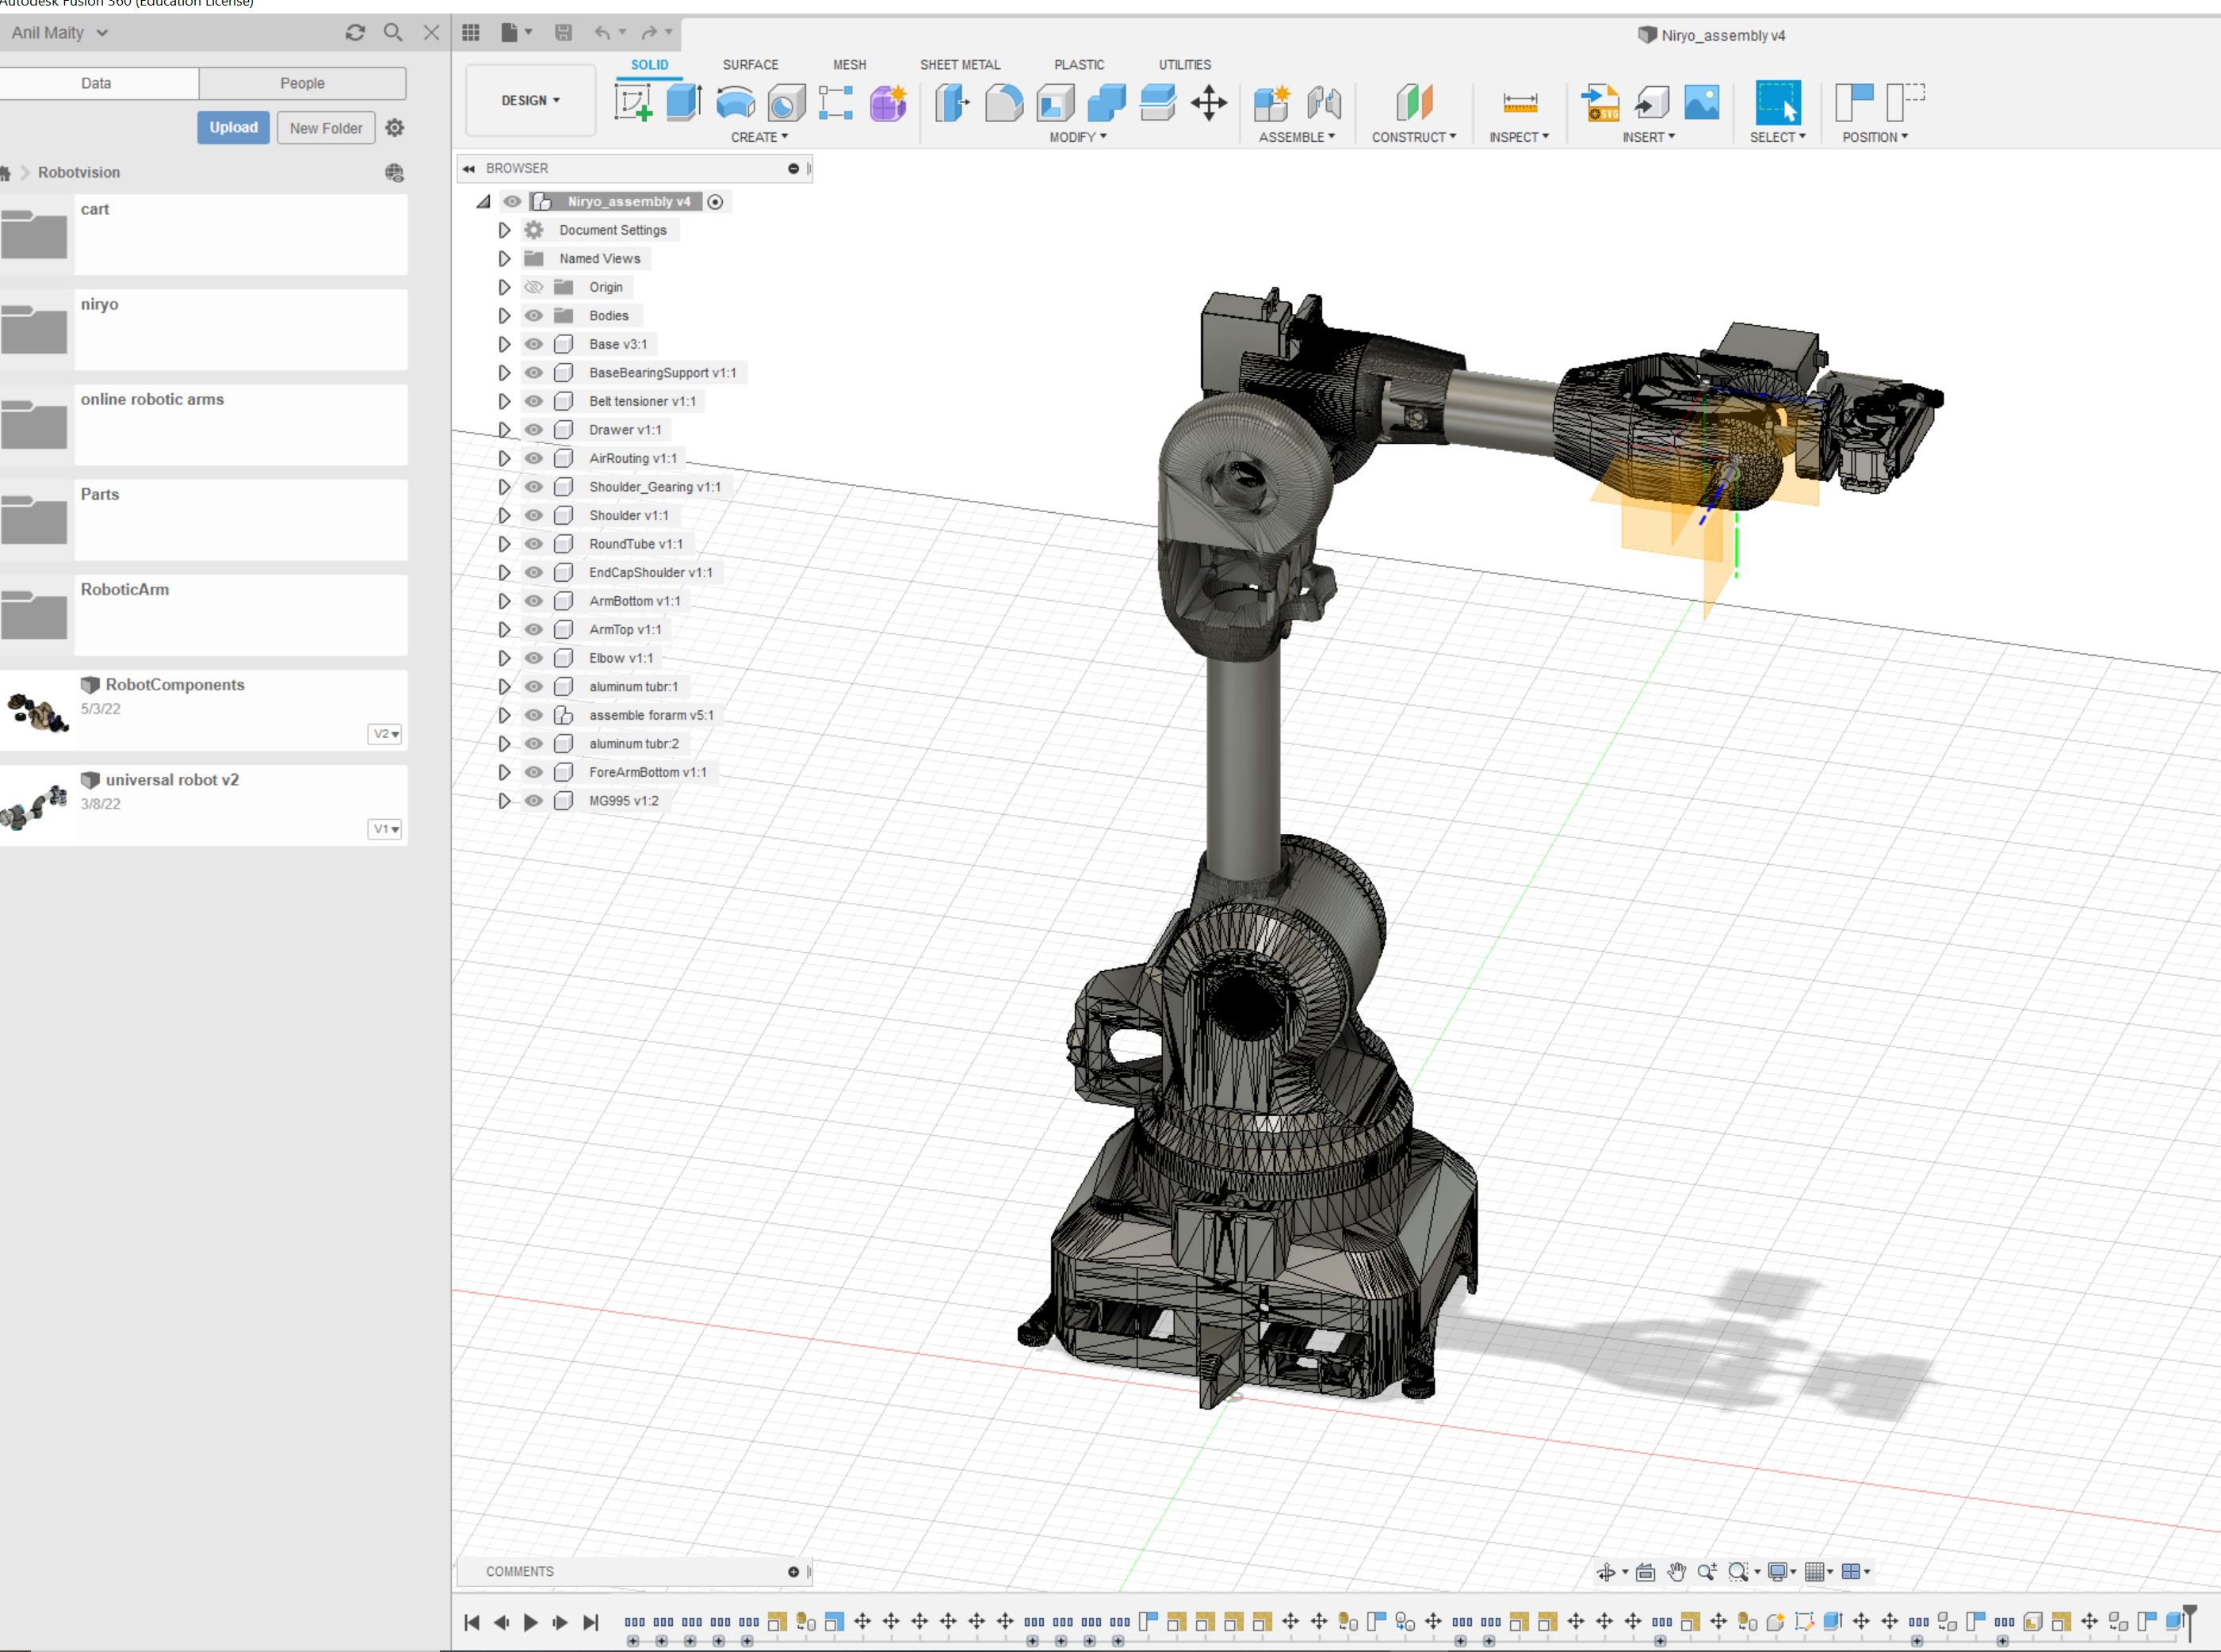 Autodesk Fusion 360 (Education License)
Anil Maity
Niryo_assembly v4
Data
People
SOLID
SURFACE
MESH
SHEET METAL
PLASTIC
UTILITIES
DESIGN
Upload
New Folder
CREATE
MODIFY
ASSEMBLE
CONSTRUCT
INSPECT
INSERT
SELECT
POSITION
SVG
Robotvision
cart
niryo
online robotic arms
Parts
RoboticArm
RobotComponents
5/3/22
V2
universal robot v2
3/8/22
V1
BROWSER
Niryo_assembly v4
Document Settings
Named Views
Origin
Bodies
Base v3:1
BaseBearingSupport v1:1
Belt tensioner v1:1
Drawer v1:1
AirRouting v1:1
Shoulder_Gearing v1:1
Shoulder v1:1
RoundTube v1:1
EndCapShoulder v1:1
ArmBottom v1:1
ArmTop v1:1
Elbow v1:1
aluminum tubr:1
assemble forarm v5:1
aluminum tubr:2
ForeArmBottom v1:1
MG995 v1:2
COMMENTS